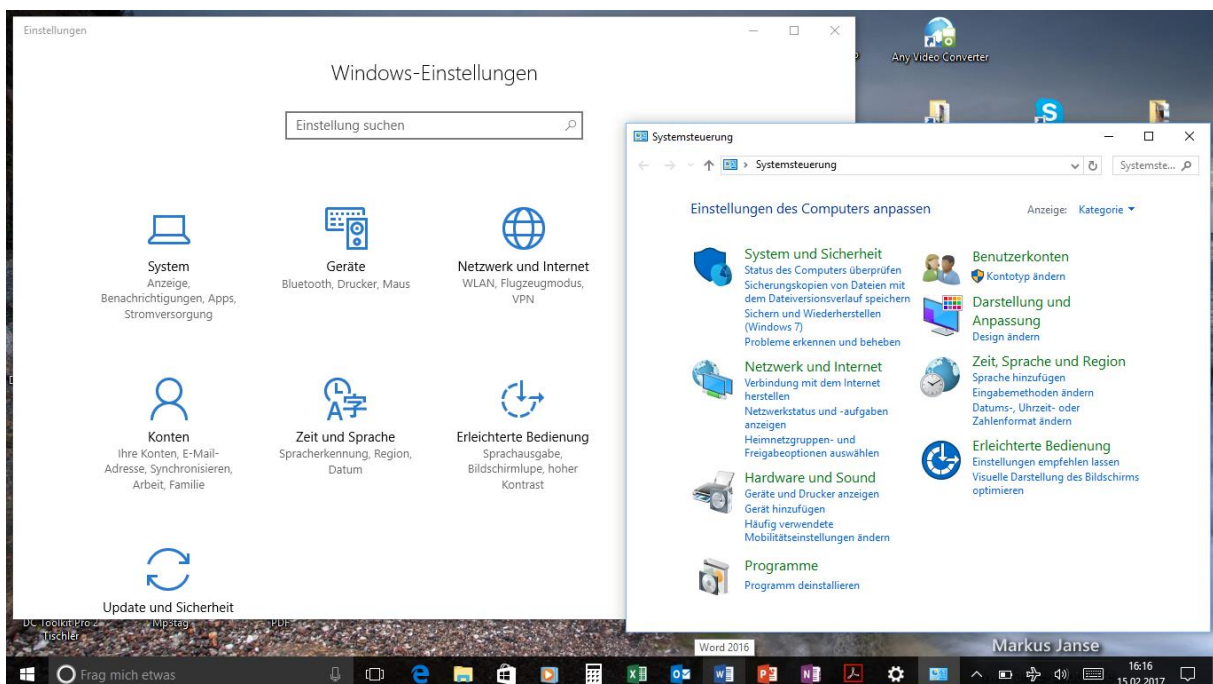 Einstellungen
Windows-Einstellungen
Einstellung suchen
System
Anzeige,
Benachrichtigungen, Apps,
Stromversorgung
Geräte
Bluetooth, Drucker, Maus
Netzwerk und Internet
WLAN, Flugzeugmodus,
VPN
Konten
Ihre Konten, E-Mail-
Adresse, Synchronisieren,
Arbeit, Familie
Zeit und Sprache
Spracherkennung, Region,
Datum
Erleichterte Bedienung
Sprachausgabe,
Bildschirmlupe, hoher
Kontrast
Update und Sicherheit
Any Video Converter
Systemsteuerung
Systemsteuerung
Systemste...
Einstellungen des Computers anpassen
Anzeige: Kategorie
System und Sicherheit
Status des Computers überprüfen
Sicherungskopien von Dateien mit
dem Dateiversionsverlauf speichern
Sichern und Wiederherstellen
(Windows 7)
Probleme erkennen und beheben
Netzwerk und Internet
Verbindung mit dem Internet
herstellen
Netzwerkstatus und -aufgaben
anzeigen
Heimnetzgruppen- und
Freigabeoptionen auswählen
Hardware und Sound
Geräte und Drucker anzeigen
Gerät hinzufügen
Häufig verwendete
Mobilitätseinstellungen ändern
Programme
Programm deinstallieren
Benutzerkonten
Kontotyp ändern
Darstellung und
Anpassung
Design ändern
Zeit, Sprache und Region
Sprache hinzufügen
Eingabemethoden ändern
Datums-, Uhrzeit- oder
Zahlenformat ändern
Erleichterte Bedienung
Einstellungen empfehlen lassen
Visuelle Darstellung des Bildschirms
optimieren
DC Toolkit Pro 2
Tischler
Mp3tag
PDF
Word 2016
Markus Janse
Frag mich etwas
16:16
15.02.2017